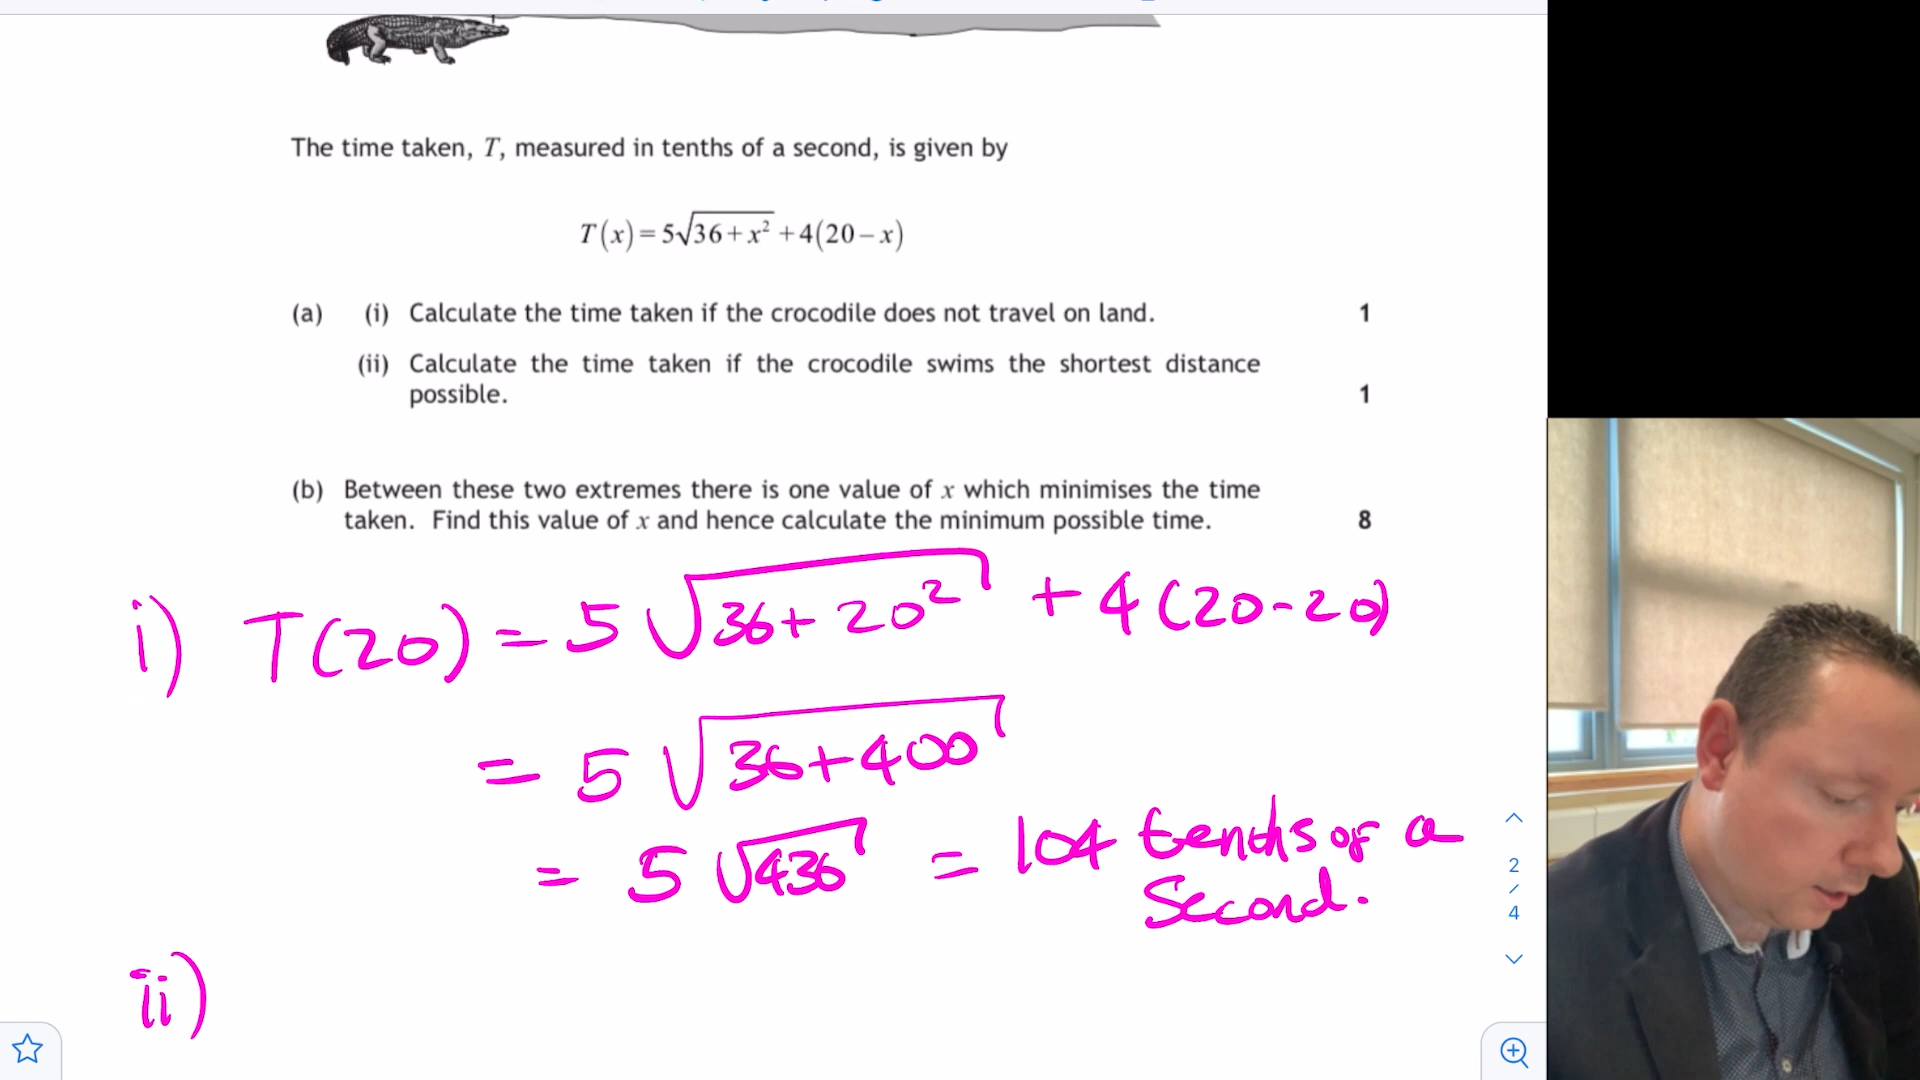 The time taken, T, measured in tenths of a second, is given by
T(x) = 5√36+x² + 4(20 – x)
(a) (i) Calculate the time taken if the crocodile does not travel on land. 1
(ii) Calculate the time taken if the crocodile swims the shortest distance
possible. 1
(b) Between these two extremes there is one value of x which minimises the time
taken. Find this value of x and hence calculate the minimum possible time. 8
i) T(20) = 5√36+20² + 4(20-20)
= 5√36+400
= 5√436 = 104 tenths of a
second.
ii)
2
/
4